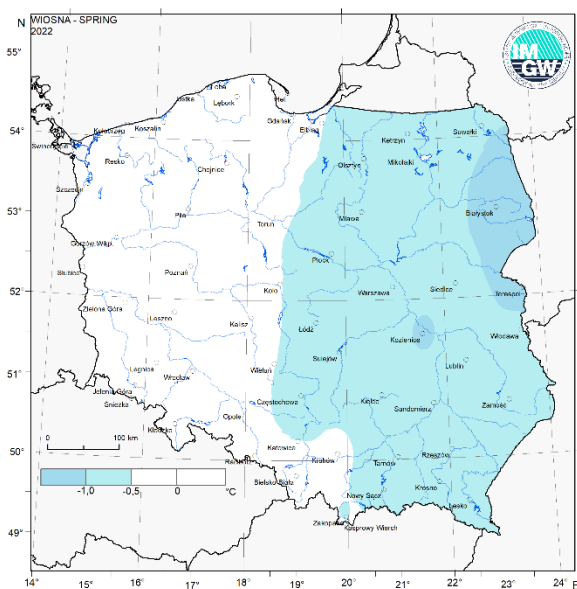 N
WIOSNA - SPRING
2022
IMGW
55°
54°
53°
52°
51°
50°
49°
Łeba
Ustka
Lębork
Hel
Gdańsk
Elbląg
Kołobrzeg
Koszalin
Świnoujście
Resko
Chojnice
Szczecin
Piła
Toruń
Gorzów Wlkp.
Słubice
Poznań
Koło
Zielona Góra
Leszno
Kalisz
Wieluń
Legnica
Wrocław
Jelenia Góra
Śnieżka
Kłodzko
Opole
Częstochowa
Racibórz
Katowice
Kraków
Bielsko-Biała
Zakopane
Kasprowy Wierch
Nowy Sącz
Tarnów
Rzeszów
Krosno
Lesko
Kielce
Sandomierz
Zamość
Lublin
Włodawa
Kozienice
Sulejów
Łódź
Warszawa
Siedlce
Terespol
Płock
Mława
Białystok
Olsztyn
Mikołajki
Kętrzyn
Suwałki
0 100 km
-1,0 -0,5 0 °C
14° 15° 16° 17° 18° 19° 20° 21° 22° 23° 24° E